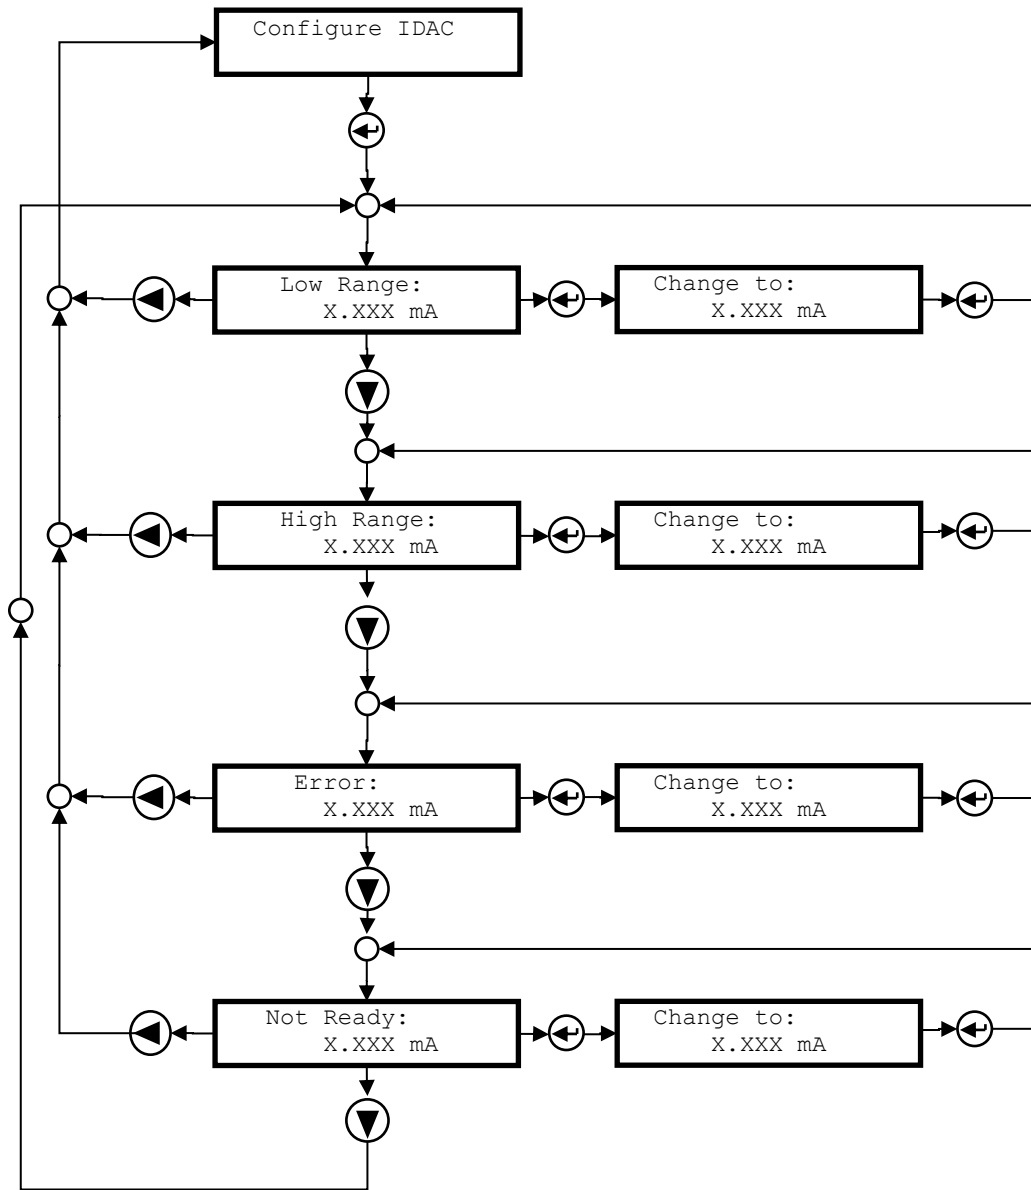 Configure IDAC
Low Range:
X.XXX mA
Change to:
X.XXX mA
High Range:
X.XXX mA
Change to:
X.XXX mA
Error:
X.XXX mA
Change to:
X.XXX mA
Not Ready:
X.XXX mA
Change to:
X.XXX mA